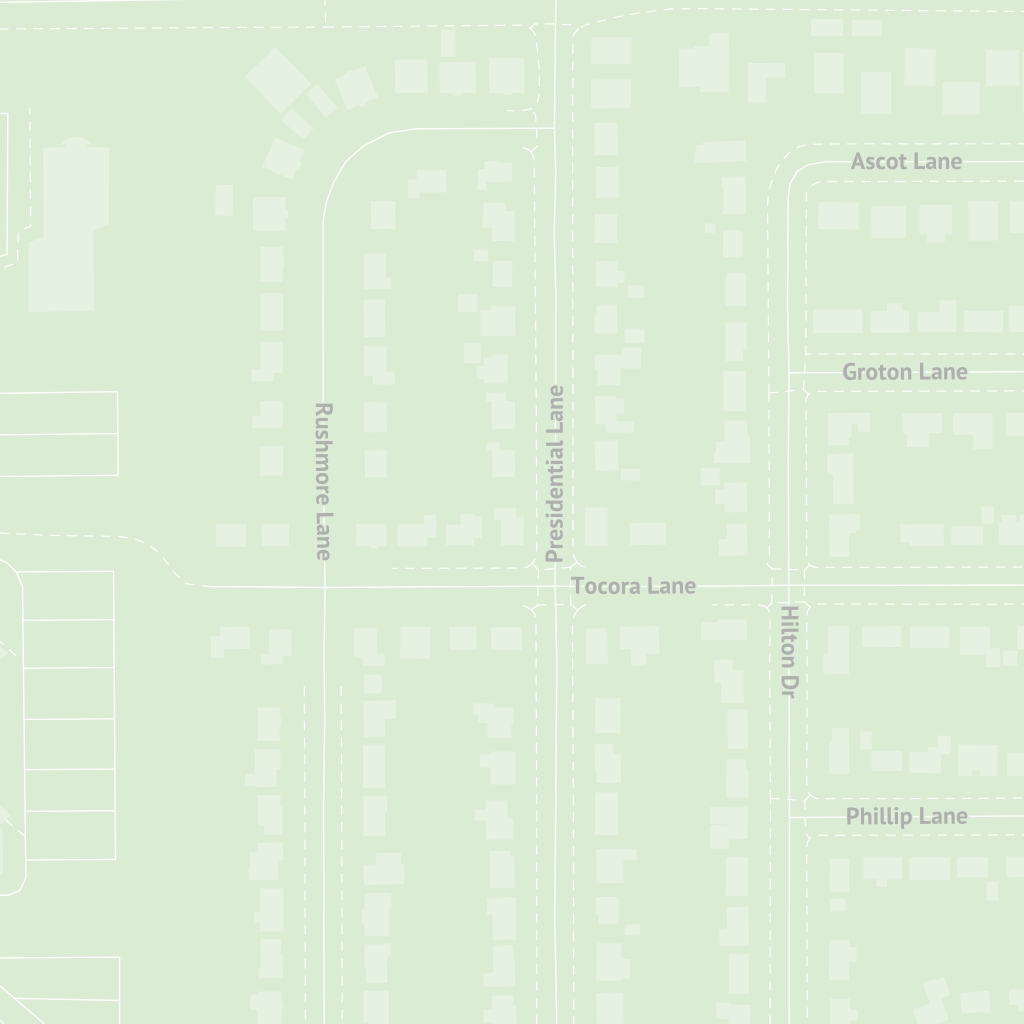 Ascot Lane
Groton Lane
Rushmore Lane
Presidential Lane
Tocora Lane
Hilton Dr
Phillip Lane